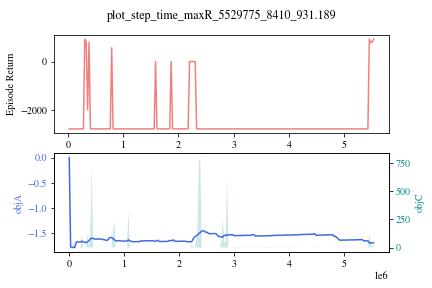 plot_step_time_maxR_5529775_8410_931.189
Episode Return
0
−2000
0 1 2 3 4 5
objA
0.0
−0.5
−1.0
−1.5
objC
750
500
250
0
0 1 2 3 4 5
1e6